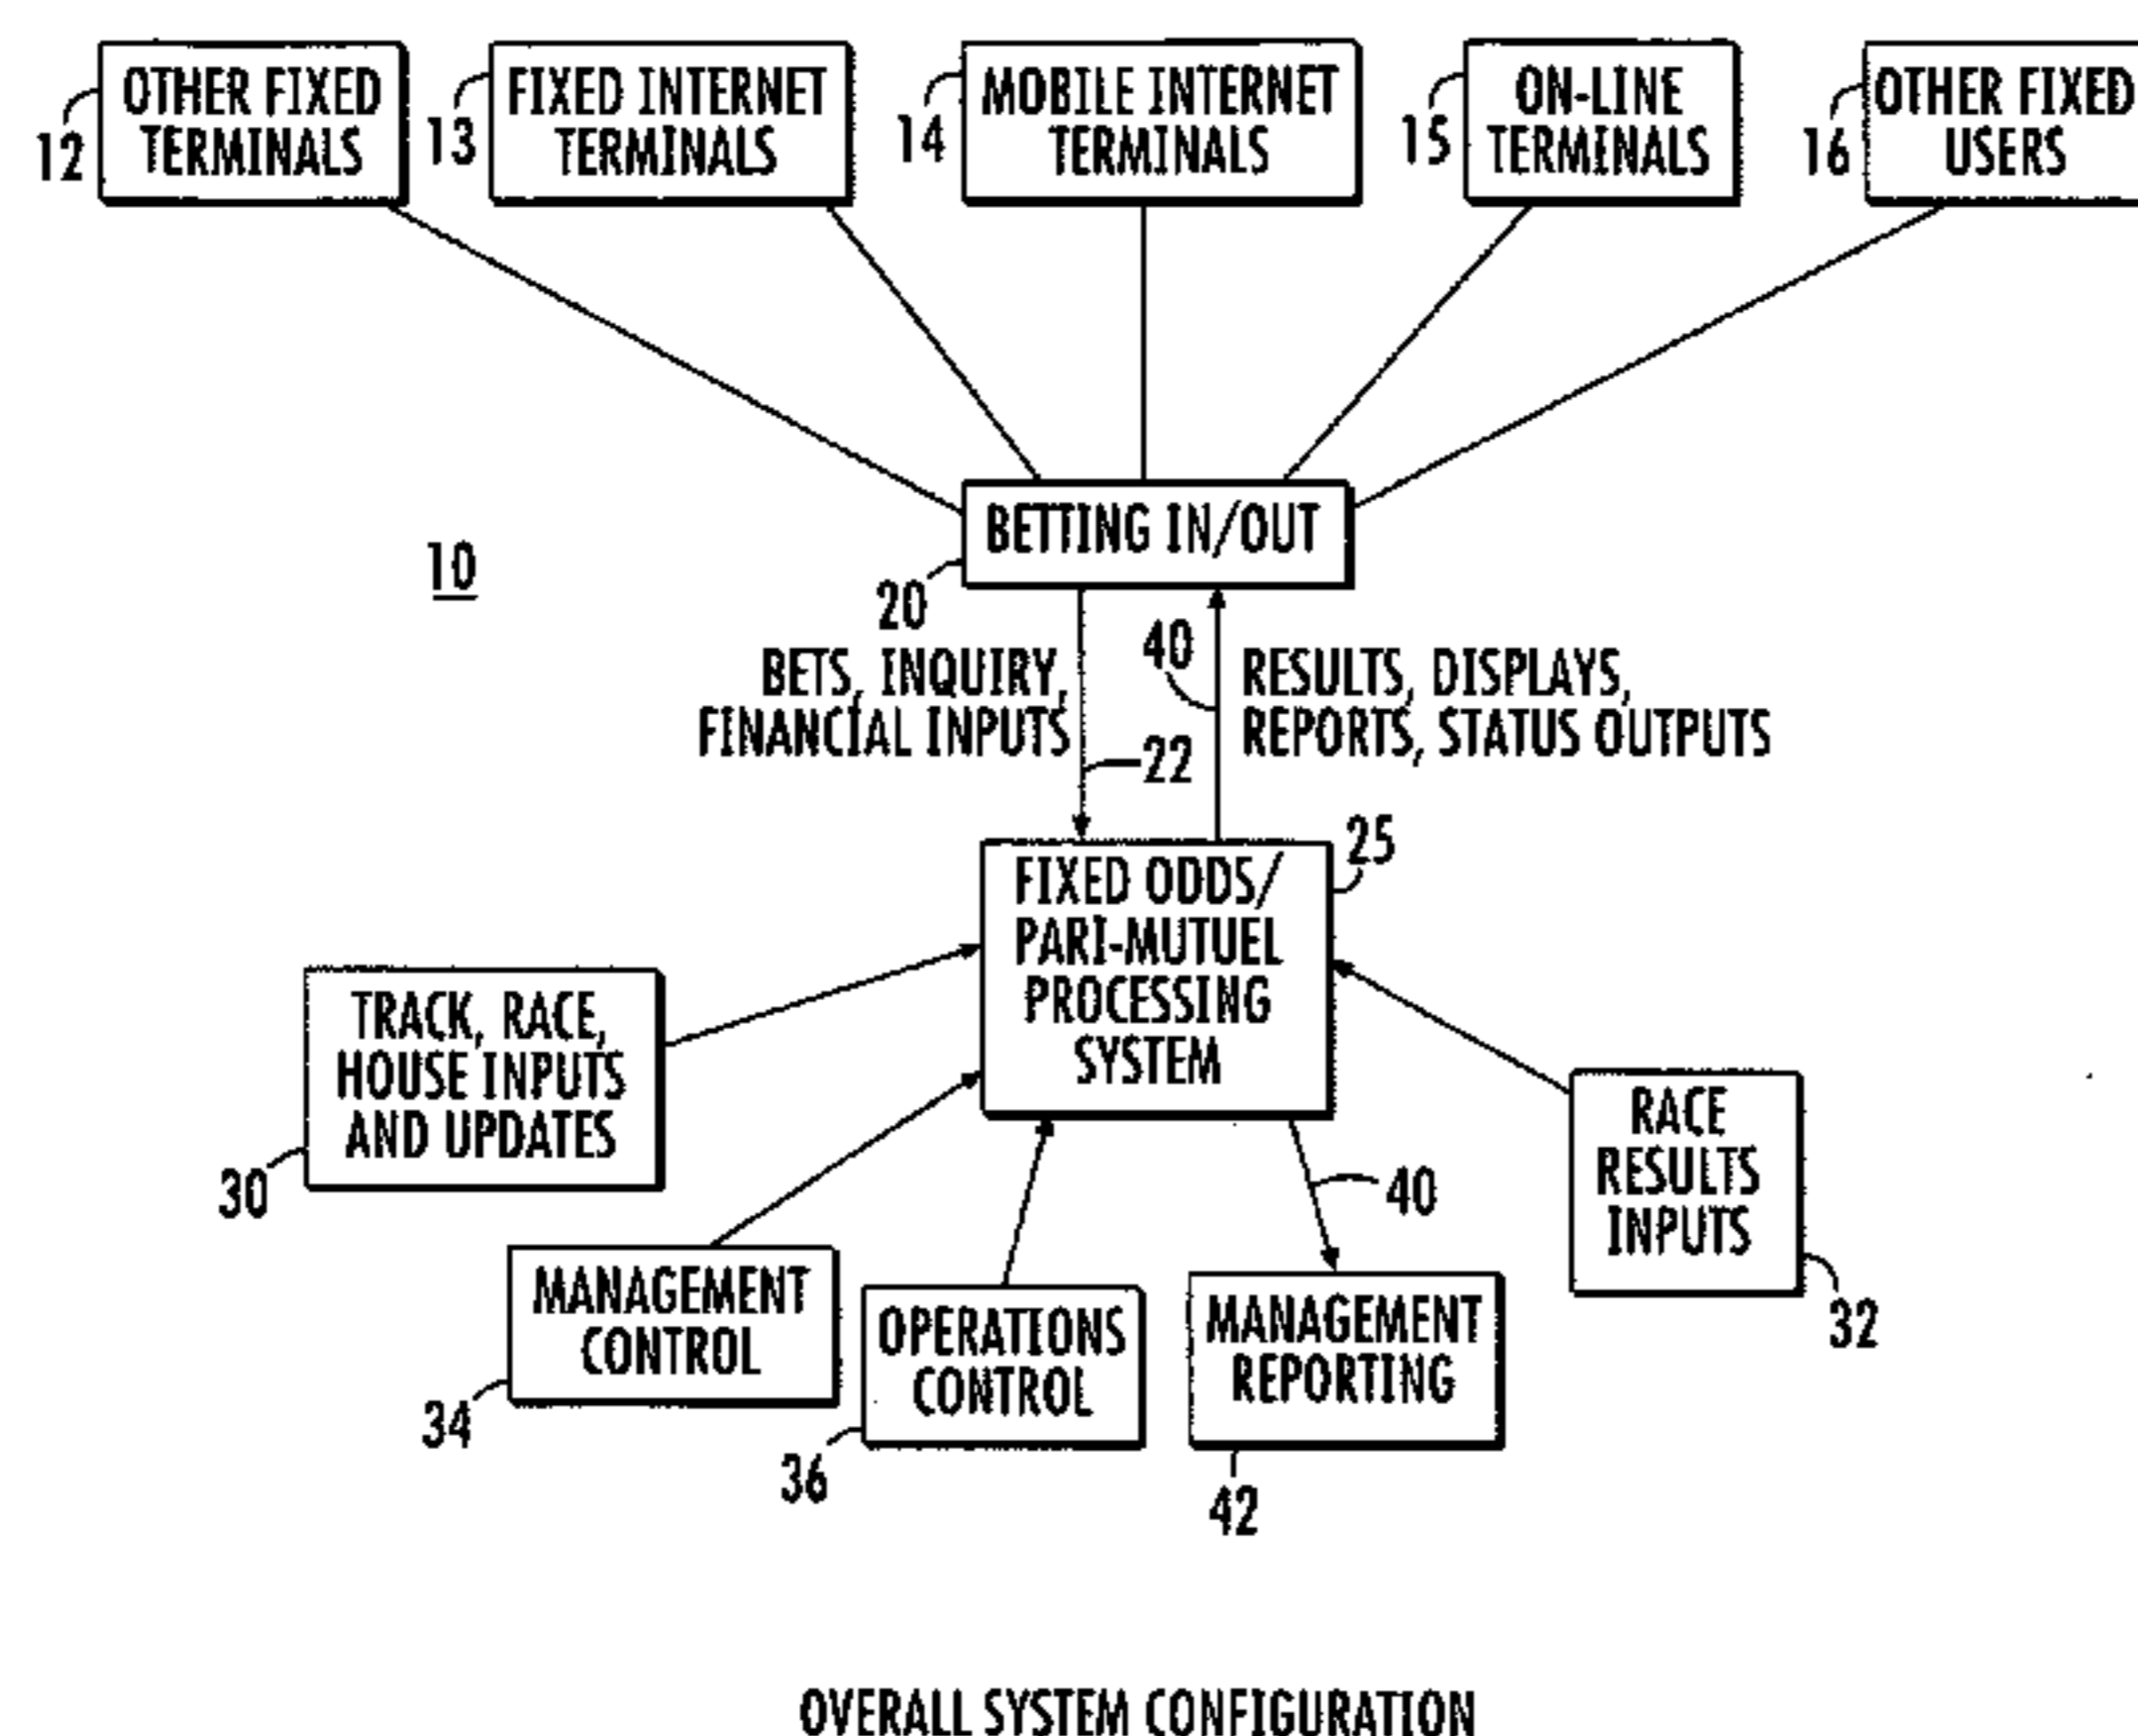 OTHER FIXED
TERMINALS
12
FIXED INTERNET
TERMINALS
13
MOBILE INTERNET
TERMINALS
14
ON-LINE
TERMINALS
15
OTHER FIXED
USERS
16
BETTING IN/OUT
20
10
BETS, INQUIRY,
FINANCIAL INPUTS
22
40
RESULTS, DISPLAYS,
REPORTS, STATUS OUTPUTS
FIXED ODDS/
PARI-MUTUEL
PROCESSING
SYSTEM
25
TRACK, RACE,
HOUSE INPUTS
AND UPDATES
30
RACE
RESULTS
INPUTS
32
40
MANAGEMENT
CONTROL
34
OPERATIONS
CONTROL
36
MANAGEMENT
REPORTING
42
OVERALL SYSTEM CONFIGURATION